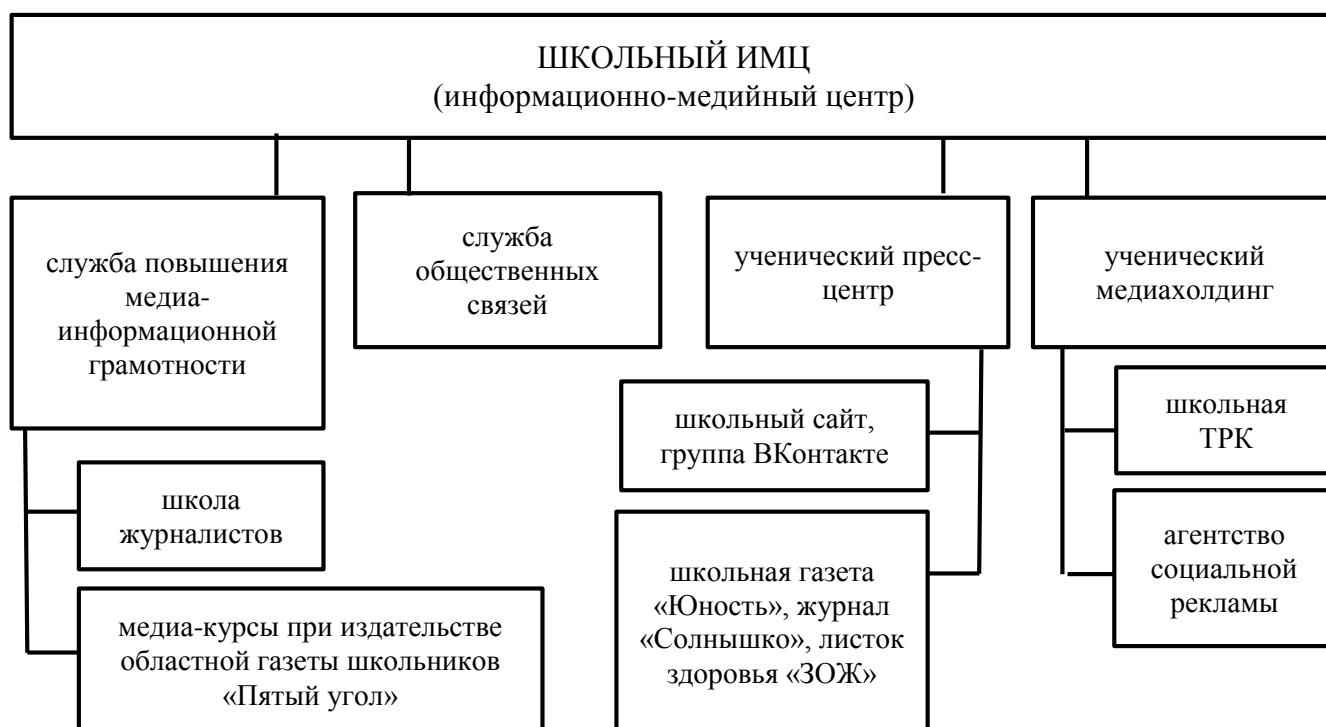 ШКОЛЬНЫЙ ИМЦ
(информационно-медийный центр)
служба повышения
медиа-
информационной
грамотности
служба
общественных
связей
ученический пресс-
центр
ученический
медиахолдинг
школа
журналистов
медиа-курсы при издательстве
областной газеты школьников
«Пятый угол»
школьный сайт,
группа ВКонтакте
школьная газета
«Юность», журнал
«Солнышко», листок
здоровья «ЗОЖ»
школьная
ТРК
агентство
социальной
рекламы